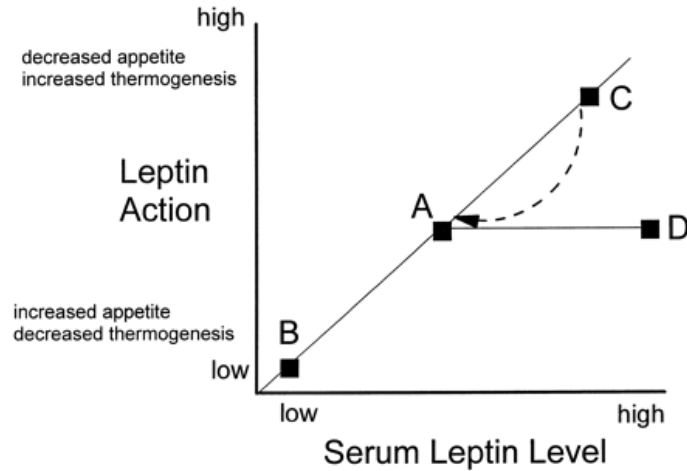 high
decreased appetite
increased thermogenesis
Leptin
Action
C
A
D
increased appetite
decreased thermogenesis
B
low
low
high
Serum Leptin Level